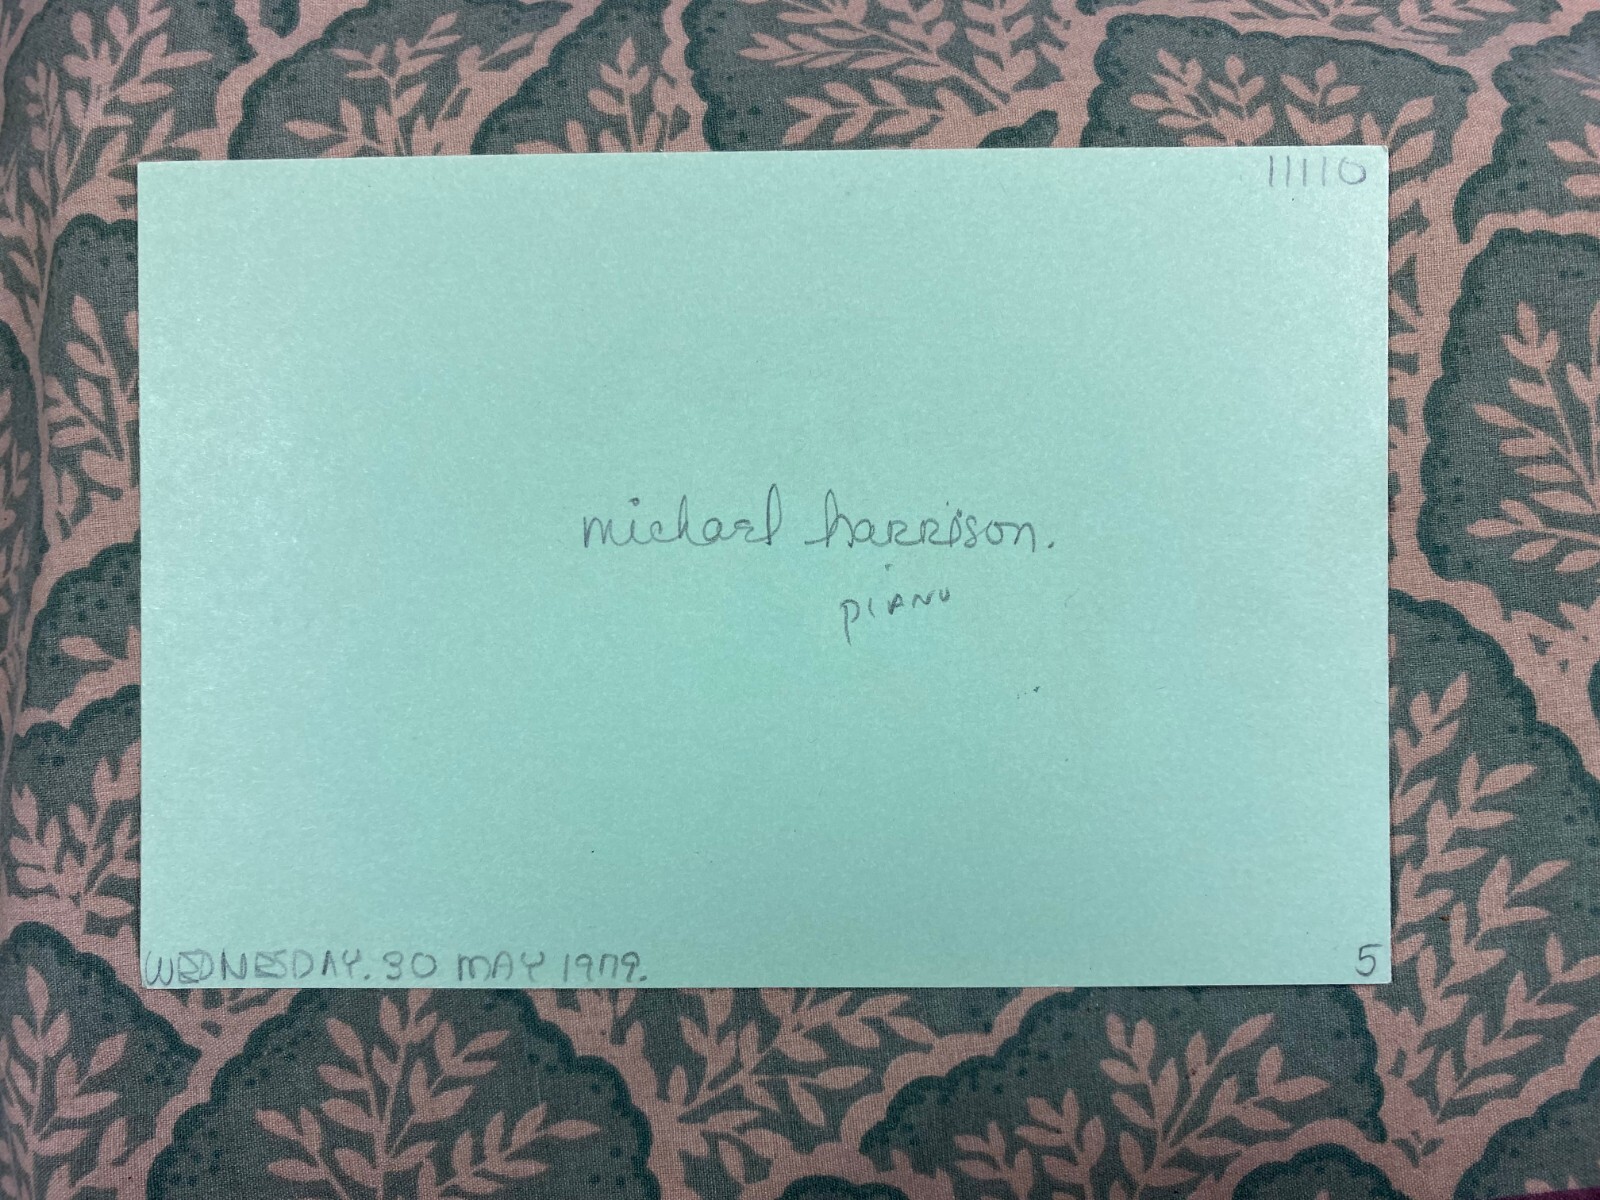 11110
michael harrison.
piano
WEDNESDAY. 30 MAY 1979.
5